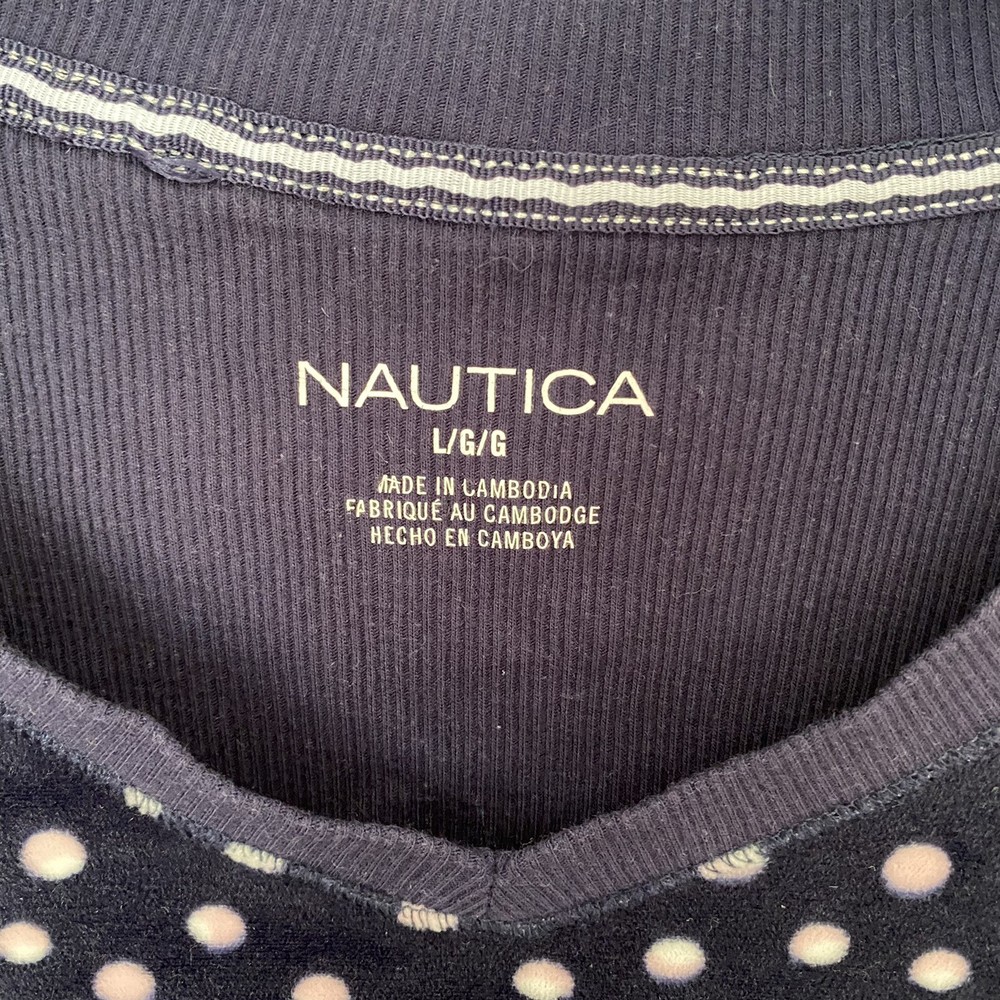 NAUTICA
L/G/G
MADE IN CAMBODIA
FABRIQUÉ AU CAMBODGE
HECHO EN CAMBOYA